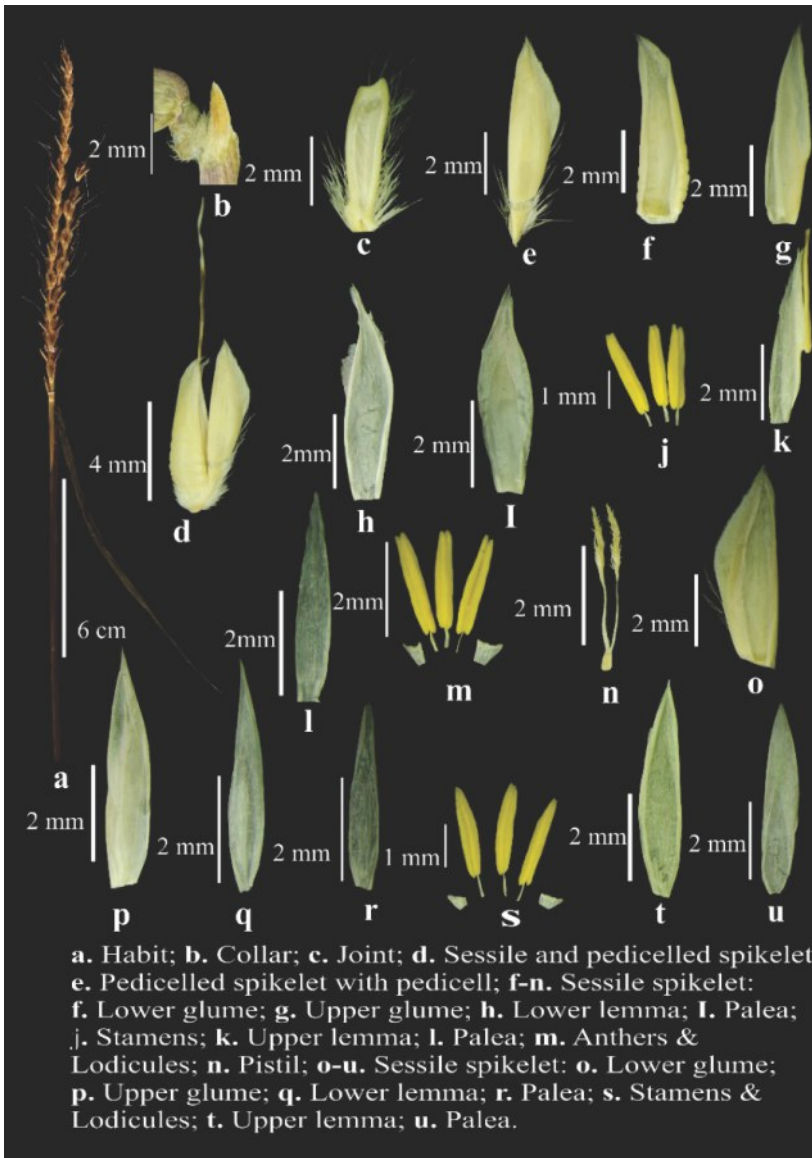 2 mm
b
2 mm
c
2 mm
e
2 mm
f
2 mm
g
4 mm
d
2mm
h
2 mm
I
1 mm
j
2 mm
k
6 cm
a
2mm
l
2mm
m
2 mm
n
2 mm
o
2 mm
p
2 mm
q
2 mm
r
1 mm
s
2 mm
t
2 mm
u
a. Habit; b. Collar; c. Joint; d. Sessile and pedicelled spikelet
e. Pedicelled spikelet with pedicell; f-n. Sessile spikelet:
f. Lower glume; g. Upper glume; h. Lower lemma; I. Palea;
j. Stamens; k. Upper lemma; l. Palea; m. Anthers &
Lodicules; n. Pistil; o-u. Sessile spikelet: o. Lower glume;
p. Upper glume; q. Lower lemma; r. Palea; s. Stamens &
Lodicules; t. Upper lemma; u. Palea.